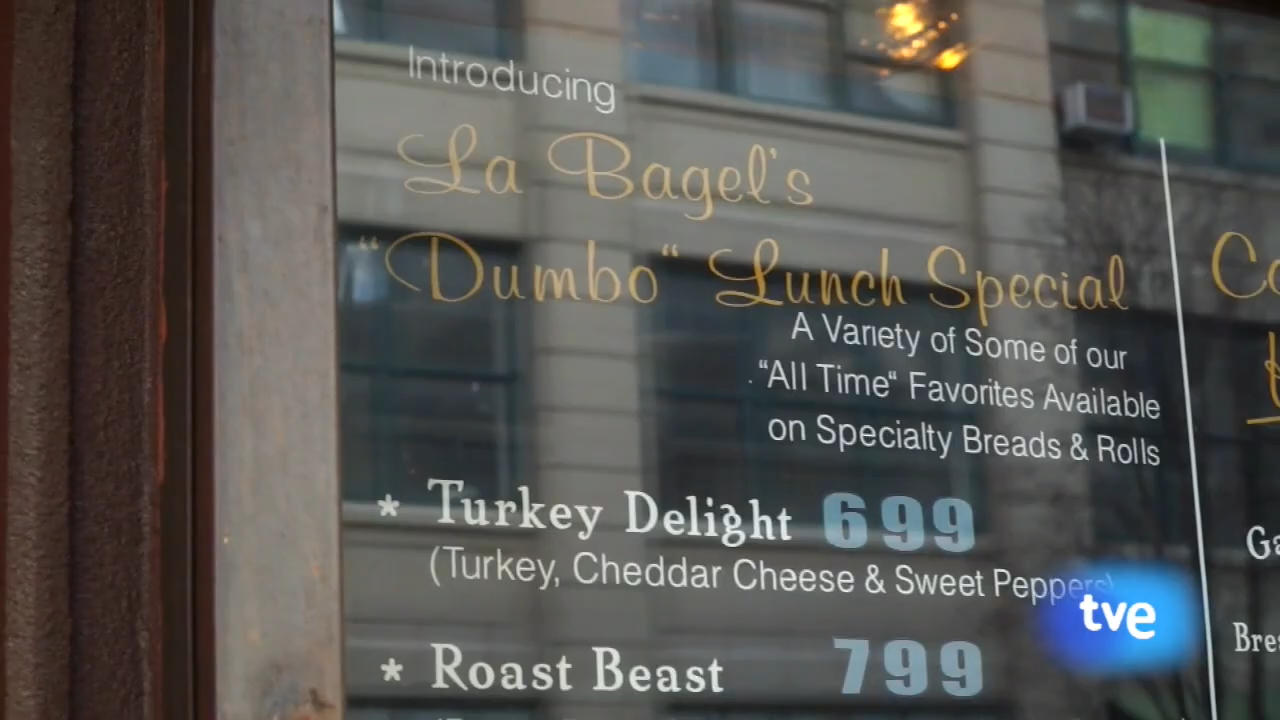 Introducing
La Bagel's
“Dumbo“ Lunch Special
A Variety of Some of our
“All Time“ Favorites Available
on Specialty Breads & Rolls
* Turkey Delight 699
(Turkey, Cheddar Cheese & Sweet Peppers)
* Roast Beast 799
tve